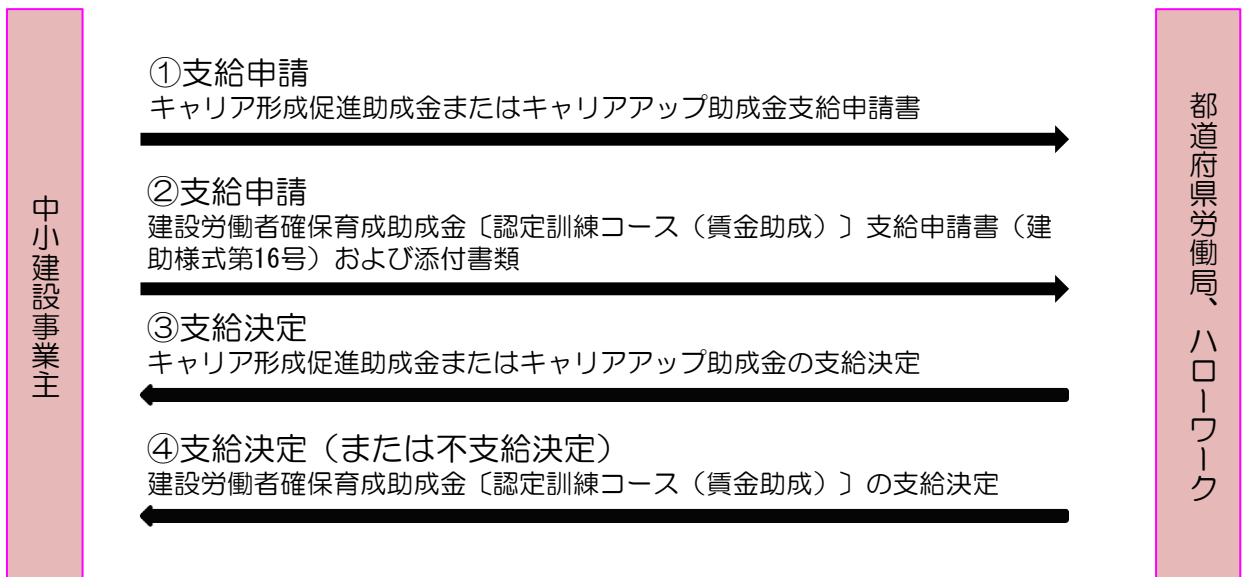 中小建設事業主
①支給申請
キャリア形成促進助成金またはキャリアアップ助成金支給申請書
②支給申請
建設労働者確保育成助成金〔認定訓練コース（賃金助成）〕支給申請書（建
助様式第16号）および添付書類
③支給決定
キャリア形成促進助成金またはキャリアアップ助成金の支給決定
④支給決定（または不支給決定）
建設労働者確保育成助成金〔認定訓練コース（賃金助成）〕の支給決定
都道府県労働局、ハローワーク